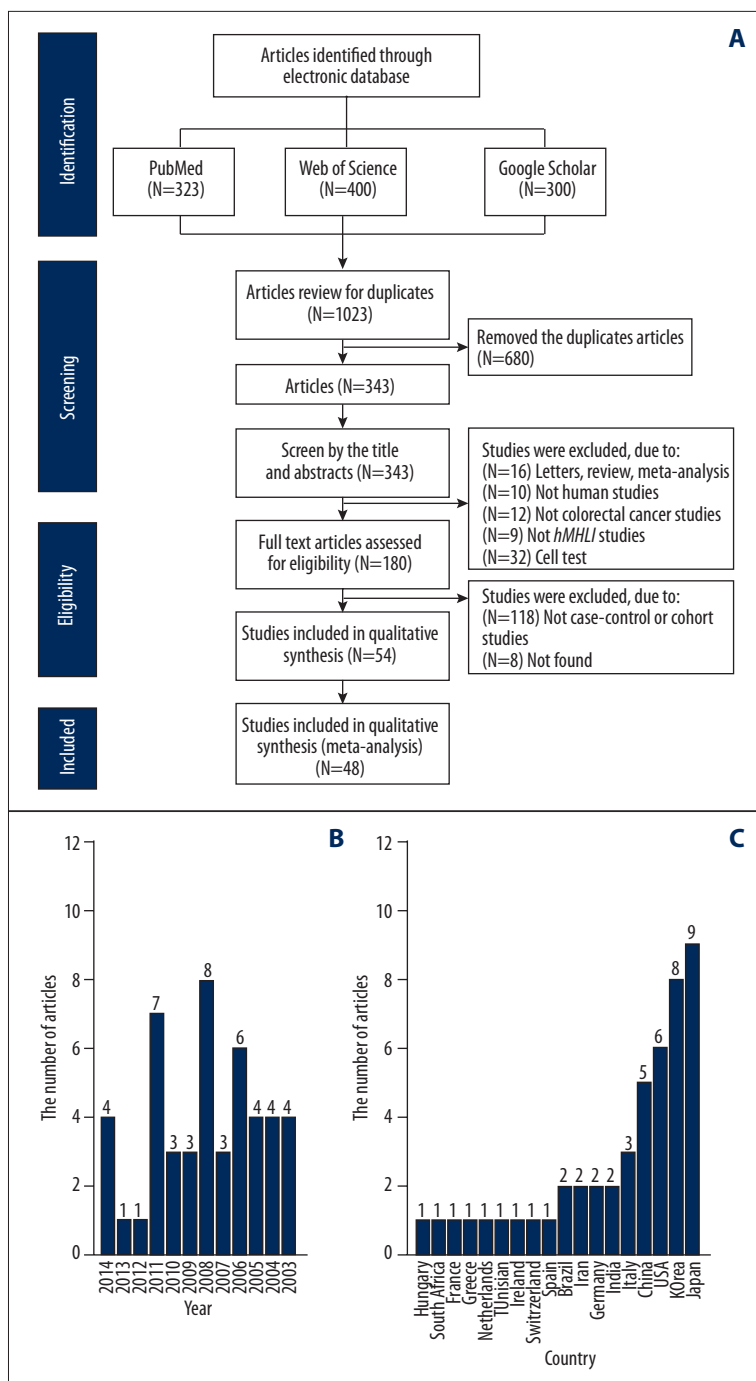 A
Identification
Articles identified through
electronic database
PubMed
(N=323)
Web of Science
(N=400)
Google Scholar
(N=300)
Screening
Articles review for duplicates
(N=1023)
Removed the duplicates articles
(N=680)
Articles (N=343)
Screen by the title
and abstracts (N=343)
Studies were excluded, due to:
(N=16) Letters, review, meta-analysis
(N=10) Not human studies
(N=12) Not colorectal cancer studies
(N=9) Not hMHLI studies
(N=32) Cell test
Eligibility
Full text articles assessed
for eligibility (N=180)
Studies were excluded, due to:
(N=118) Not case-control or cohort
studies
(N=8) Not found
Studies included in qualitative
synthesis (N=54)
Included
Studies included in qualitative
synthesis (meta-analysis)
(N=48)
B
The number of articles
12
10
8
6
4
2
0
4
1
1
7
3
3
8
3
6
4
4
4
2014
2013
2012
2011
2010
2009
2008
2007
2006
2005
2004
2003
Year
C
The number of articles
12
10
8
6
4
2
0
1
1
1
1
1
1
1
1
1
2
2
2
2
3
5
6
8
9
Hungary
South Africa
France
Greece
Netherlands
TUnisian
Ireland
Switrzerland
Spain
Brazil
Iran
Germany
India
Italy
China
USA
KOrea
Japan
Country